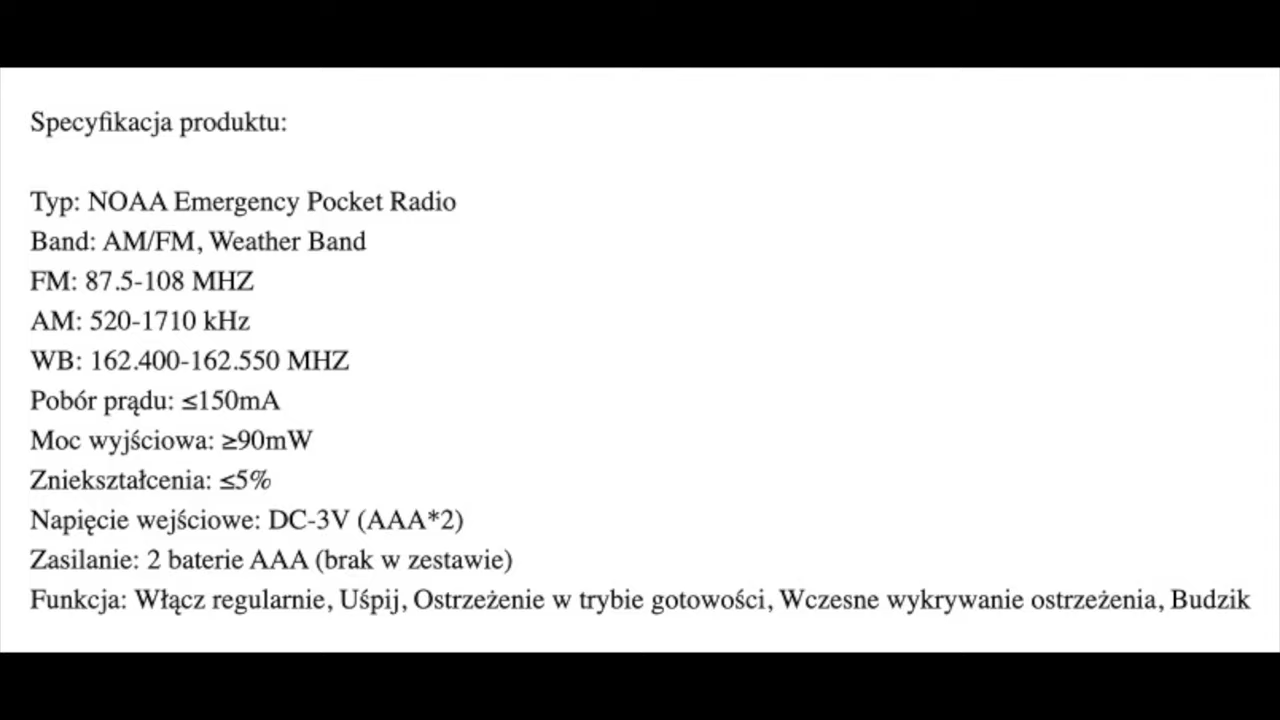 Specyfikacja produktu:
Typ: NOAA Emergency Pocket Radio
Band: AM/FM, Weather Band
FM: 87.5-108 MHZ
AM: 520-1710 kHz
WB: 162.400-162.550 MHZ
Pobór prądu: ≤150mA
Moc wyjściowa: ≥90mW
Zniekształcenia: ≤5%
Napięcie wejściowe: DC-3V (AAA*2)
Zasilanie: 2 baterie AAA (brak w zestawie)
Funkcja: Włącz regularnie, Uśpij, Ostrzeżenie w trybie gotowości, Wczesne wykrywanie ostrzeżenia, Budzik